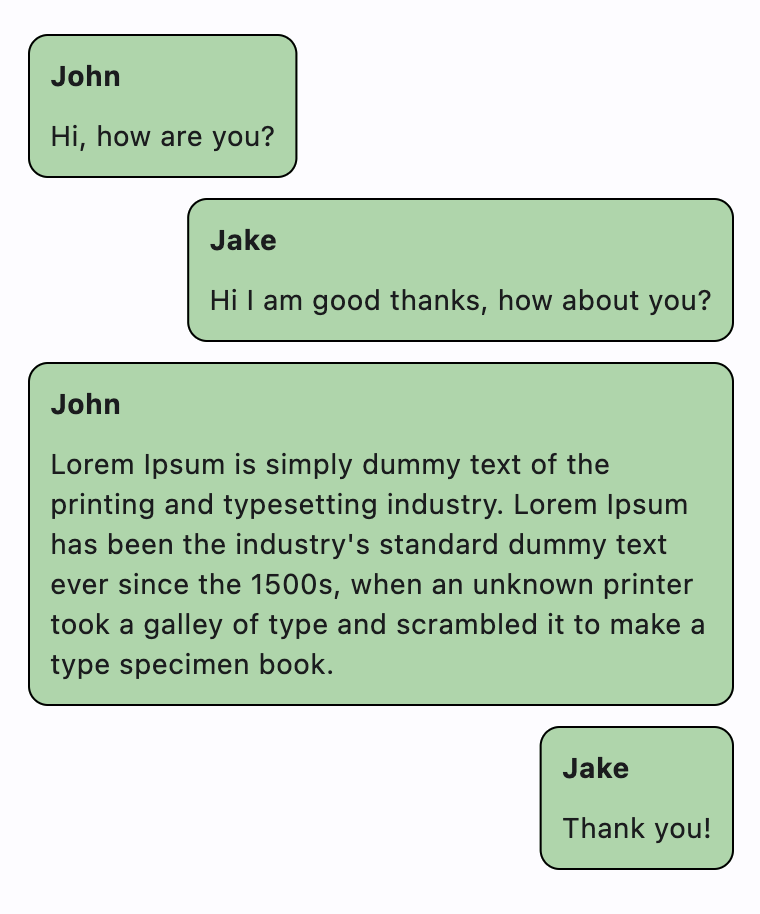 John
Hi, how are you?
Jake
Hi I am good thanks, how about you?
John
Lorem Ipsum is simply dummy text of the
printing and typesetting industry. Lorem Ipsum
has been the industry's standard dummy text
ever since the 1500s, when an unknown printer
took a galley of type and scrambled it to make a
type specimen book.
Jake
Thank you!